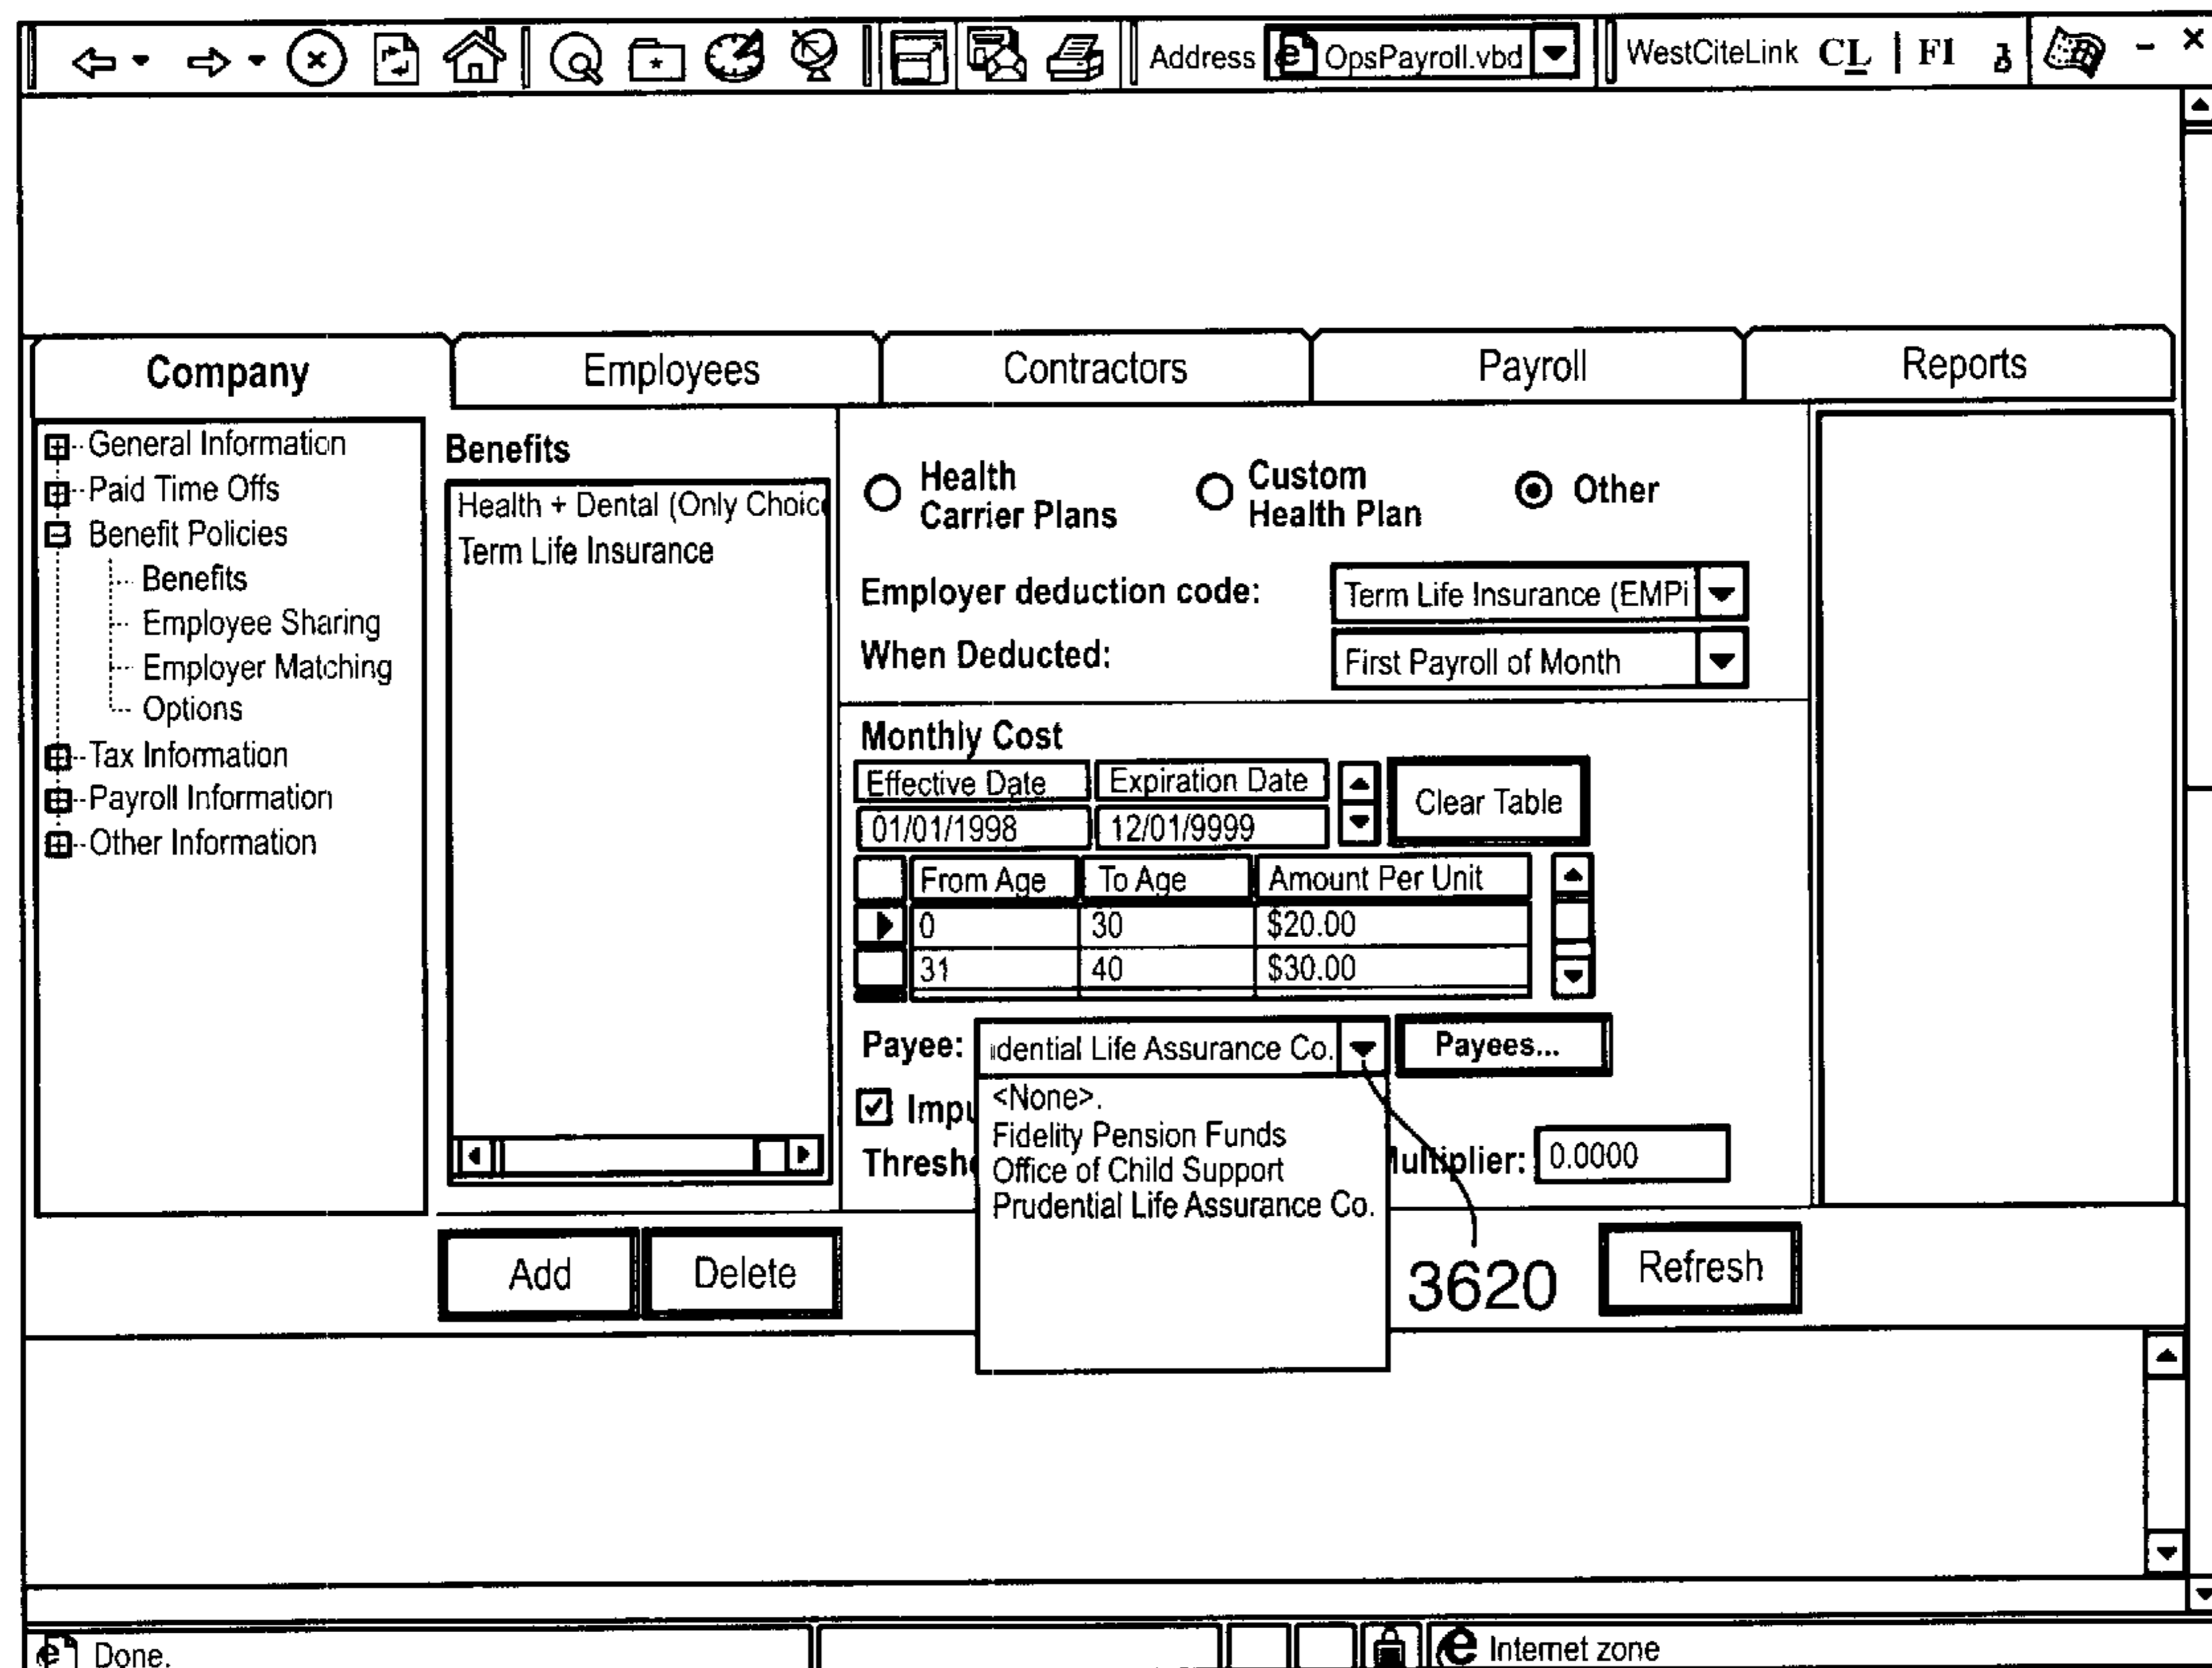 Address OpsPayroll.vbd WestCiteLink CL | FI
Company Employees Contractors Payroll Reports
General Information
Paid Time Offs
Benefit Policies
Benefits
Employee Sharing
Employer Matching
Options
Tax Information
Payroll Information
Other Information
Benefits
Health + Dental (Only Choice
Term Life Insurance
Health
Carrier Plans
Custom
Health Plan
Other
Employer deduction code: Term Life Insurance (EMPi
When Deducted: First Payroll of Month
Monthly Cost
Effective Date Expiration Date
01/01/1998 12/01/9999
Clear Table
From Age To Age Amount Per Unit
0 30 $20.00
31 40 $30.00
Payee: idential Life Assurance Co. Payees...
<None>.
Fidelity Pension Funds
Office of Child Support
Prudential Life Assurance Co.
Impu
Thresho
ultiplier: 0.0000
Add Delete 3620 Refresh
Done. Internet zone